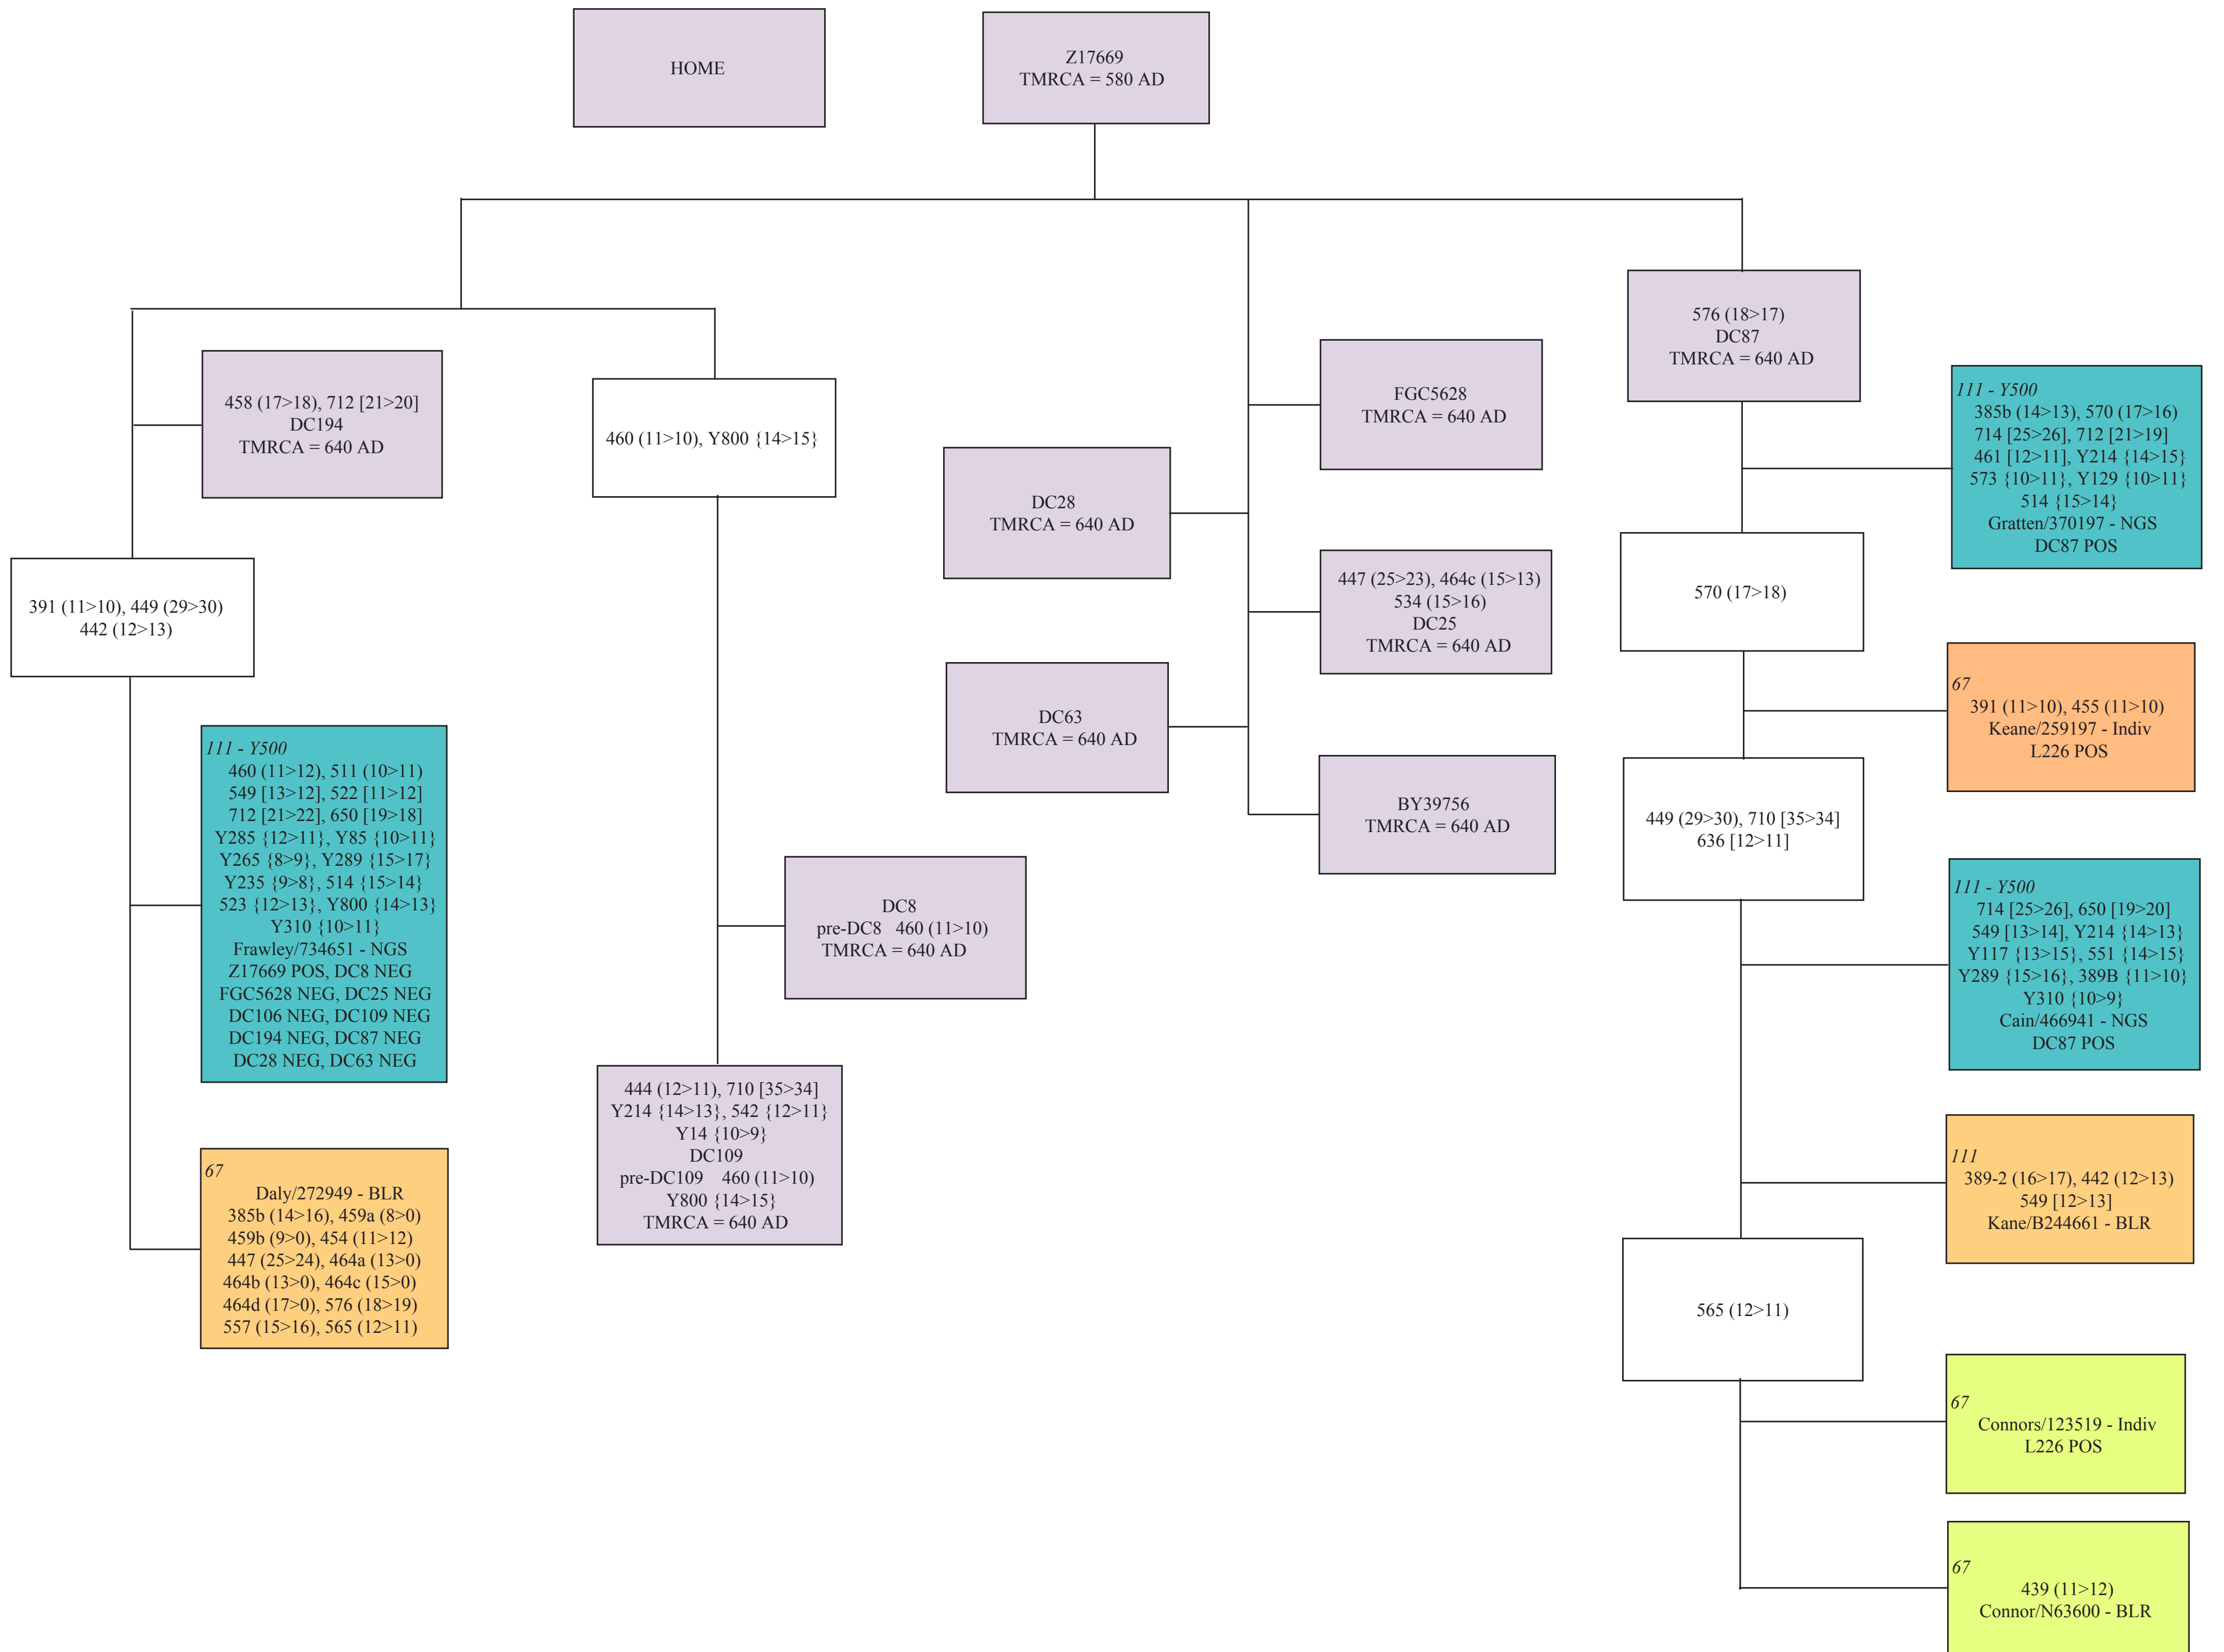 HOME
Z17669
TMRCA = 580 AD
458 (17>18), 712 [21>20]
DC194
TMRCA = 640 AD
391 (11>10), 449 (29>30)
442 (12>13)
111 - Y500
460 (11>12), 511 (10>11)
549 [13>12], 522 [11>12]
712 [21>22], 650 [19>18]
Y285 {12>11}, Y85 {10>11}
Y265 {8>9}, Y289 {15>17}
Y235 {9>8}, 514 {15>14}
523 {12>13}, Y800 {14>13}
Y310 {10>11}
Frawley/734651 - NGS
Z17669 POS, DC8 NEG
FGC5628 NEG, DC25 NEG
DC106 NEG, DC109 NEG
DC194 NEG, DC87 NEG
DC28 NEG, DC63 NEG
67
Daly/272949 - BLR
385b (14>16), 459a (8>0)
459b (9>0), 454 (11>12)
447 (25>24), 464a (13>0)
464b (13>0), 464c (15>0)
464d (17>0), 576 (18>19)
557 (15>16), 565 (12>11)
460 (11>10), Y800 {14>15}
DC8
pre-DC8 460 (11>10)
TMRCA = 640 AD
444 (12>11), 710 [35>34]
Y214 {14>13}, 542 {12>11}
Y14 {10>9}
DC109
pre-DC109 460 (11>10)
Y800 {14>15}
TMRCA = 640 AD
FGC5628
TMRCA = 640 AD
DC28
TMRCA = 640 AD
447 (25>23), 464c (15>13)
534 (15>16)
DC25
TMRCA = 640 AD
DC63
TMRCA = 640 AD
BY39756
TMRCA = 640 AD
576 (18>17)
DC87
TMRCA = 640 AD
111 - Y500
385b (14>13), 570 (17>16)
714 [25>26], 712 [21>19]
461 [12>11], Y214 {14>15}
573 {10>11}, Y129 {10>11}
514 {15>14}
Gratten/370197 - NGS
DC87 POS
570 (17>18)
67
391 (11>10), 455 (11>10)
Keane/259197 - Indiv
L226 POS
449 (29>30), 710 [35>34]
636 [12>11]
111 - Y500
714 [25>26], 650 [19>20]
549 [13>14], Y214 {14>13}
Y117 {13>15}, 551 {14>15}
Y289 {15>16}, 389B {11>10}
Y310 {10>9}
Cain/466941 - NGS
DC87 POS
111
389-2 (16>17), 442 (12>13)
549 [12>13]
Kane/B244661 - BLR
565 (12>11)
67
Connors/123519 - Indiv
L226 POS
67
439 (11>12)
Connor/N63600 - BLR